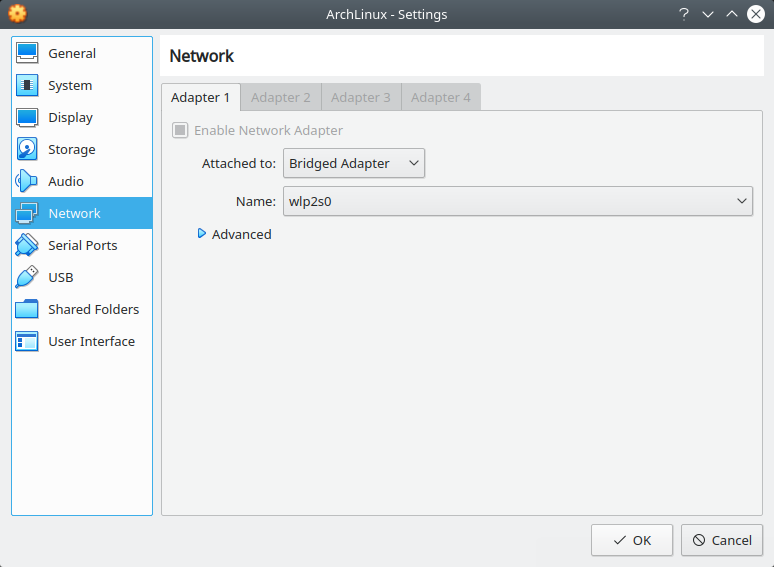 ArchLinux - Settings
General
System
Display
Storage
Audio
Network
Serial Ports
USB
Shared Folders
User Interface
Network
Adapter 1 Adapter 2 Adapter 3 Adapter 4
Enable Network Adapter
Attached to: Bridged Adapter
Name: wlp2s0
Advanced
OK Cancel